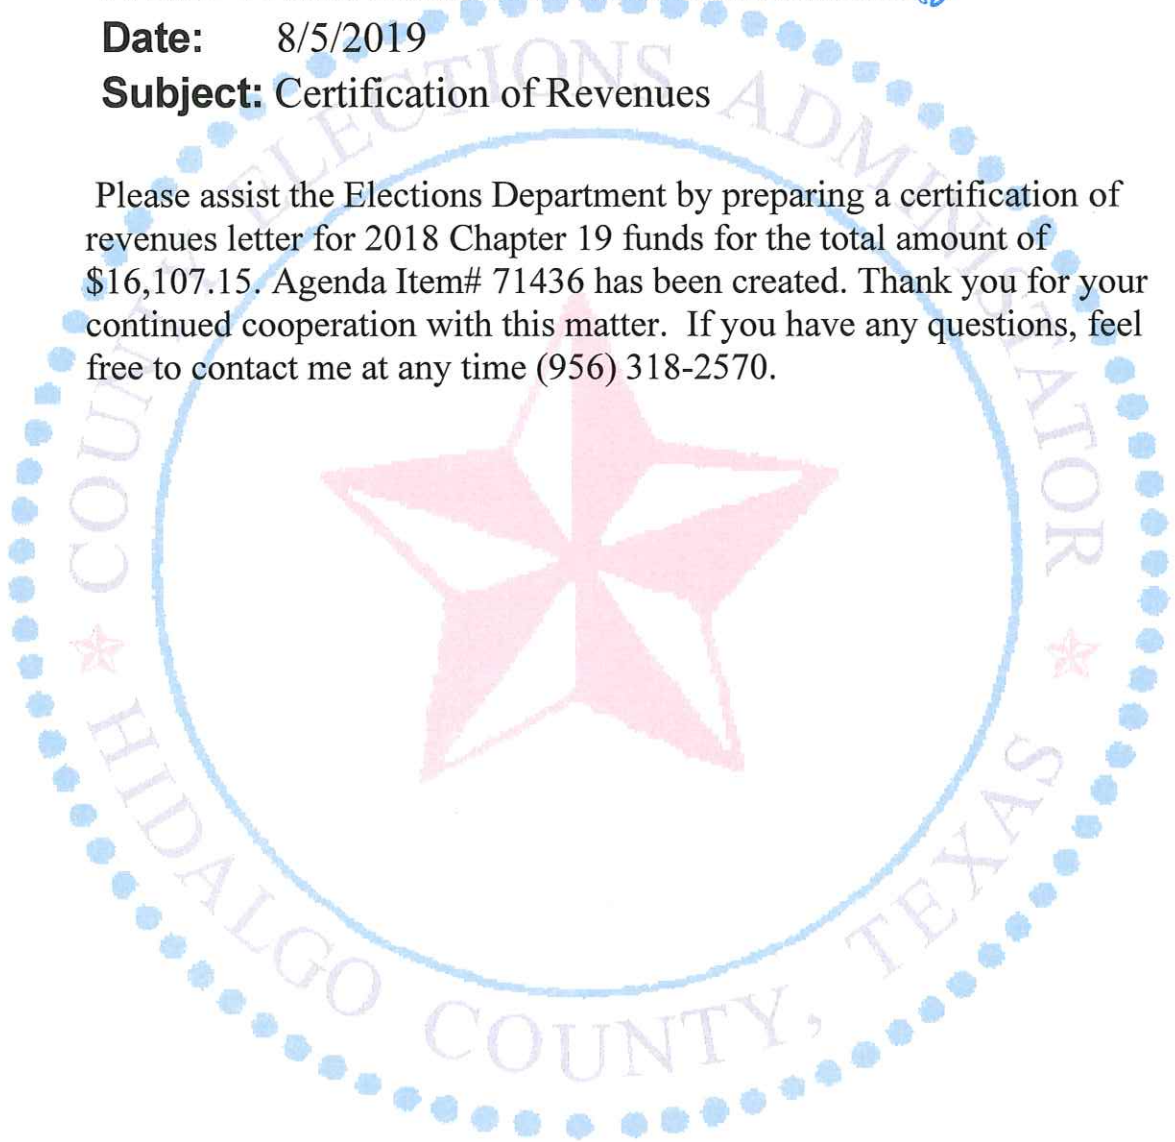 Date: 8/5/2019
Subject: Certification of Revenues
Please assist the Elections Department by preparing a certification of
revenues letter for 2018 Chapter 19 funds for the total amount of
$16,107.15. Agenda Item# 71436 has been created. Thank you for your
continued cooperation with this matter. If you have any questions, feel
free to contact me at any time (956) 318-2570.
COUNTY ELECTIONS ADMINISTRATOR
HIDALGO COUNTY, TEXAS